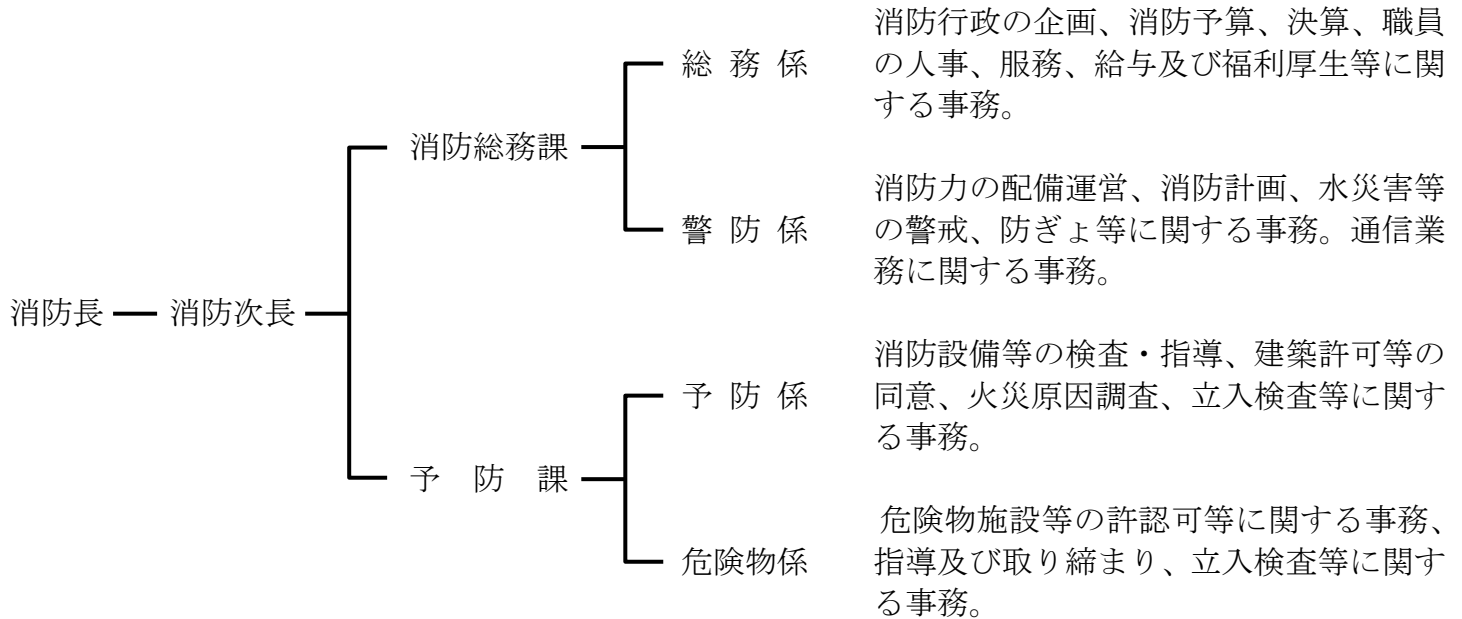 消防行政の企画、消防予算、決算、職員
総務係
の人事、服務、給与及び福利厚生等に関
する事務。
消防総務課
消防力の配備運営、消防計画、水災害等
警防係
の警戒、防ぎょ等に関する事務。通信業
務に関する事務。
消防長
消防次長
消防設備等の検査・指導、建築許可等の
予防係
同意、火災原因調査、立入検査等に関す
る事務。
予防課
危険物施設等の許認可等に関する事務、
危険物係
指導及び取り締まり、立入検査等に関す
る事務。